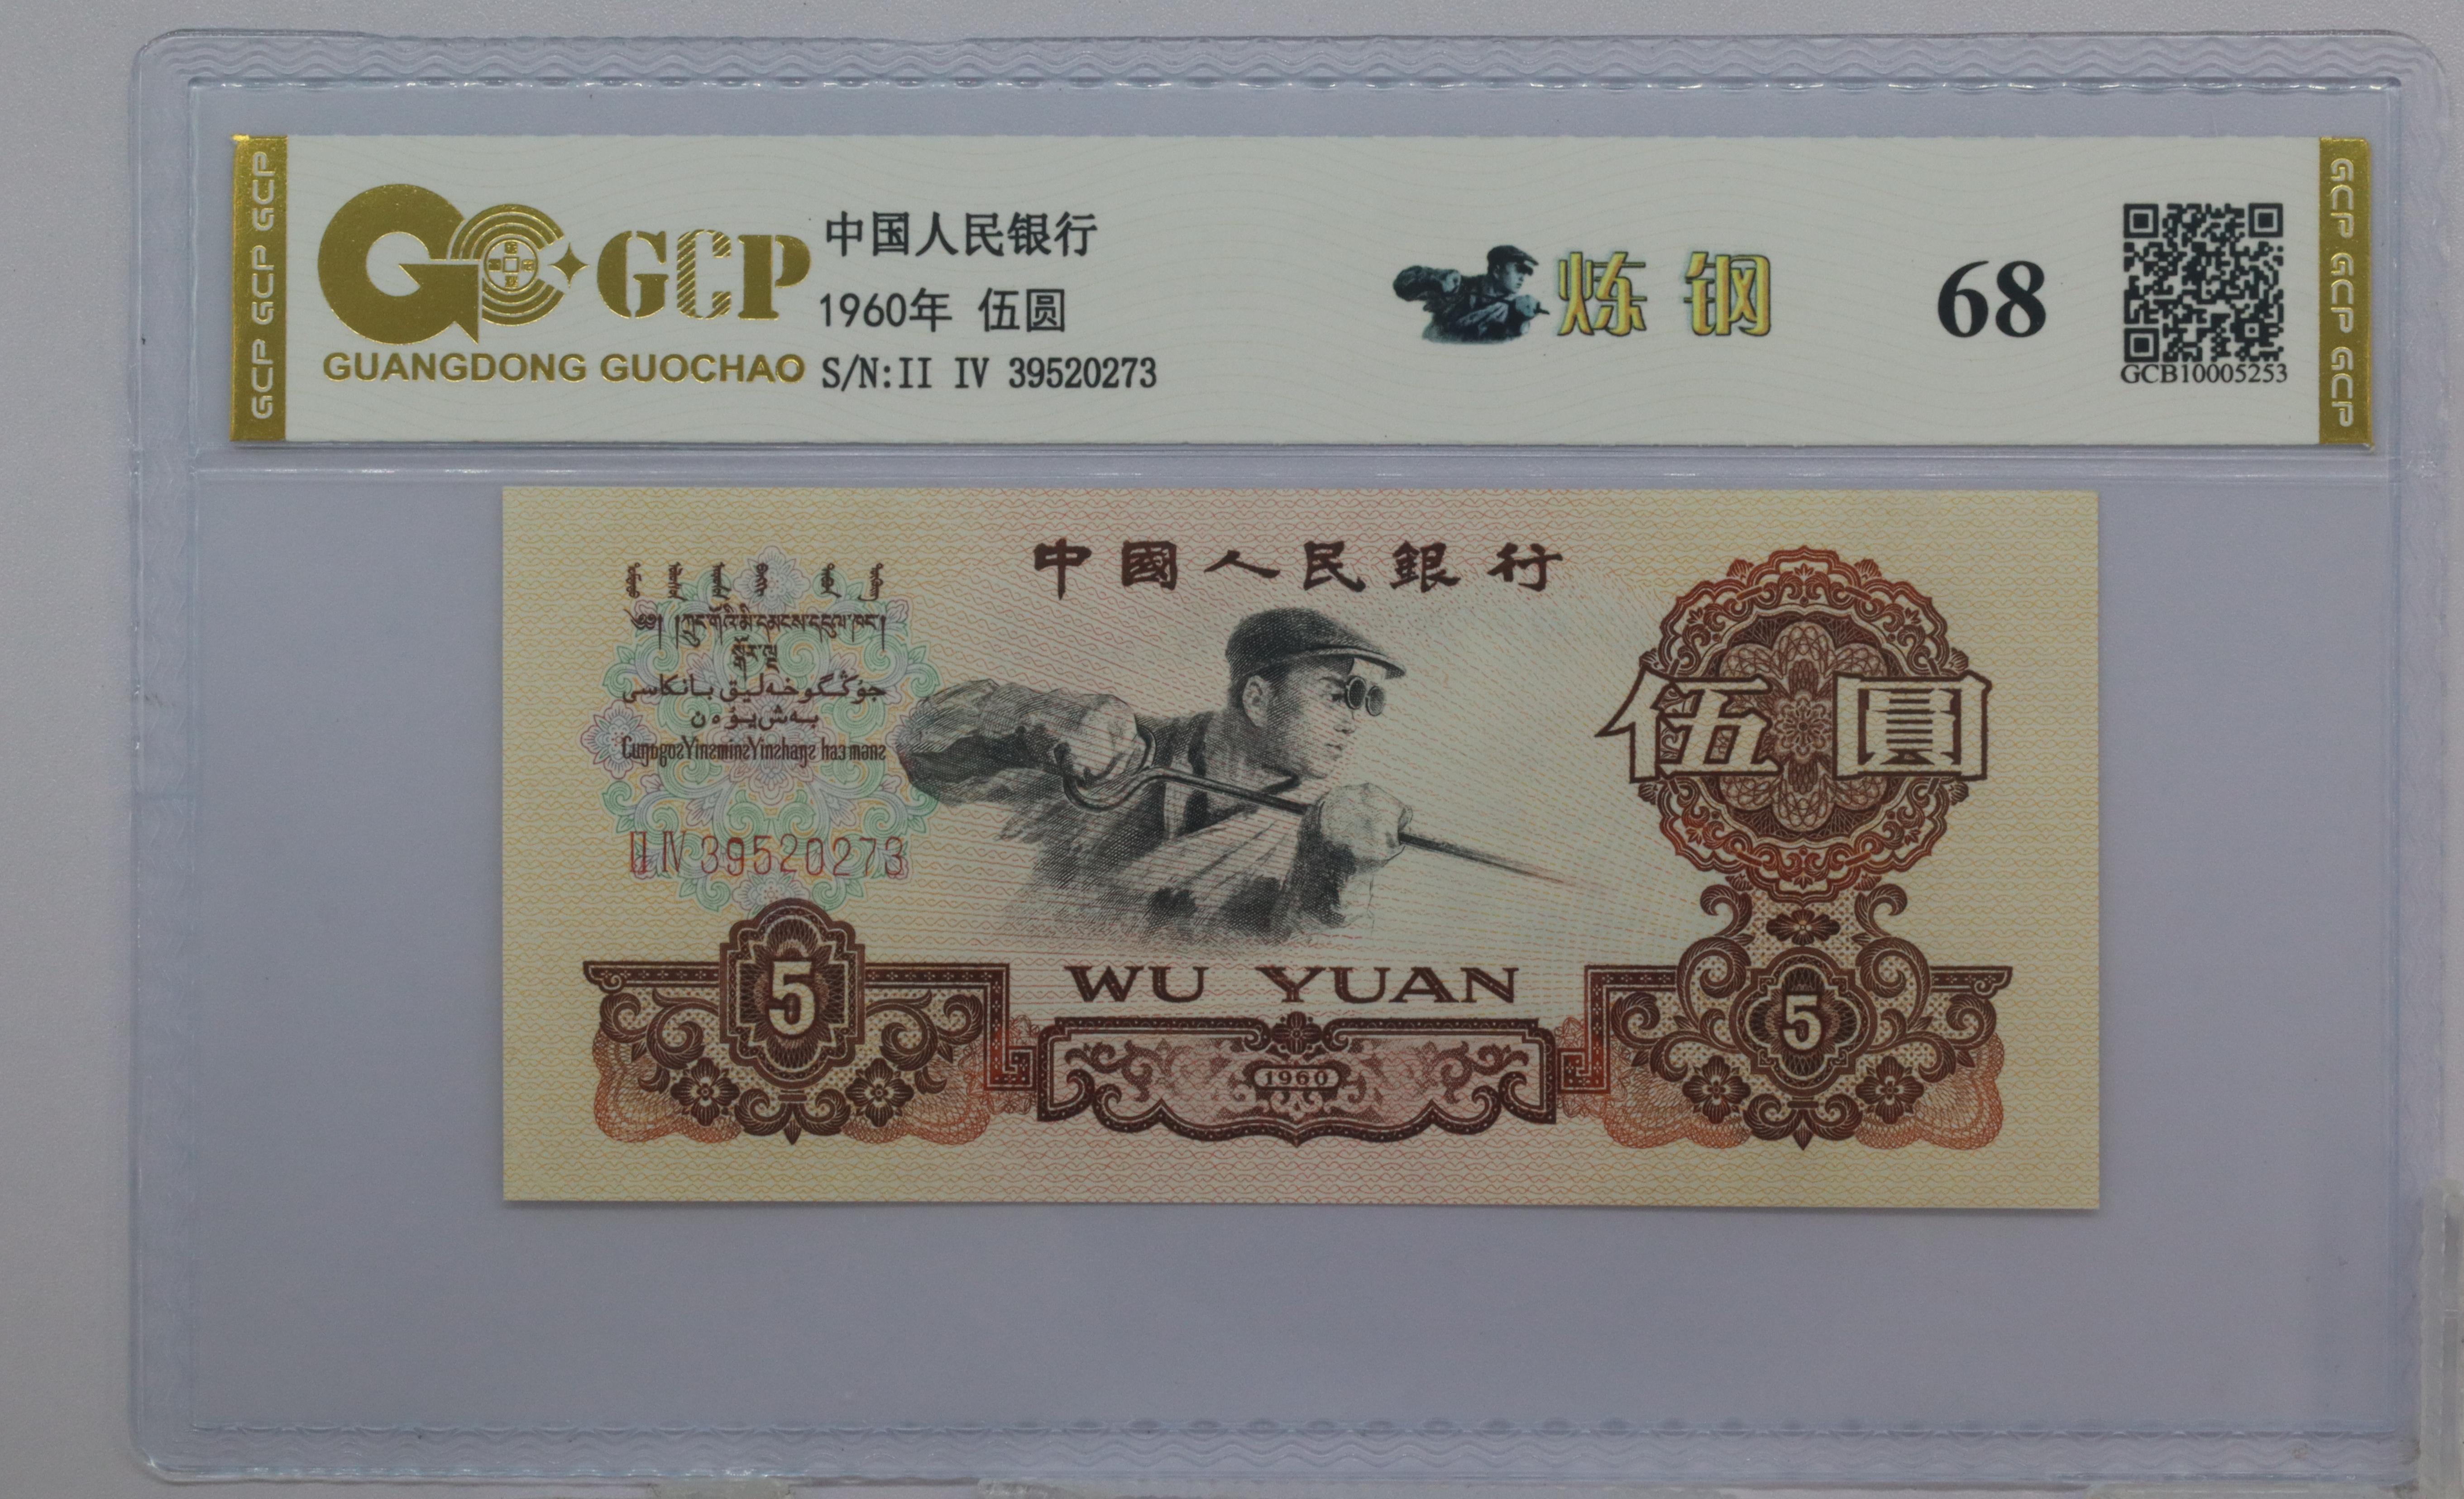 GCP GCP GCP
GCP
GUANGDONG GUOCHAO
中国人民银行
1960年 伍圆
S/N:II IV 39520273
炼钢
68
GCB10005253
GCP GCP GCP
中國人民銀行
伍圓
II IV 39520273
5
WU YUAN
1960
5